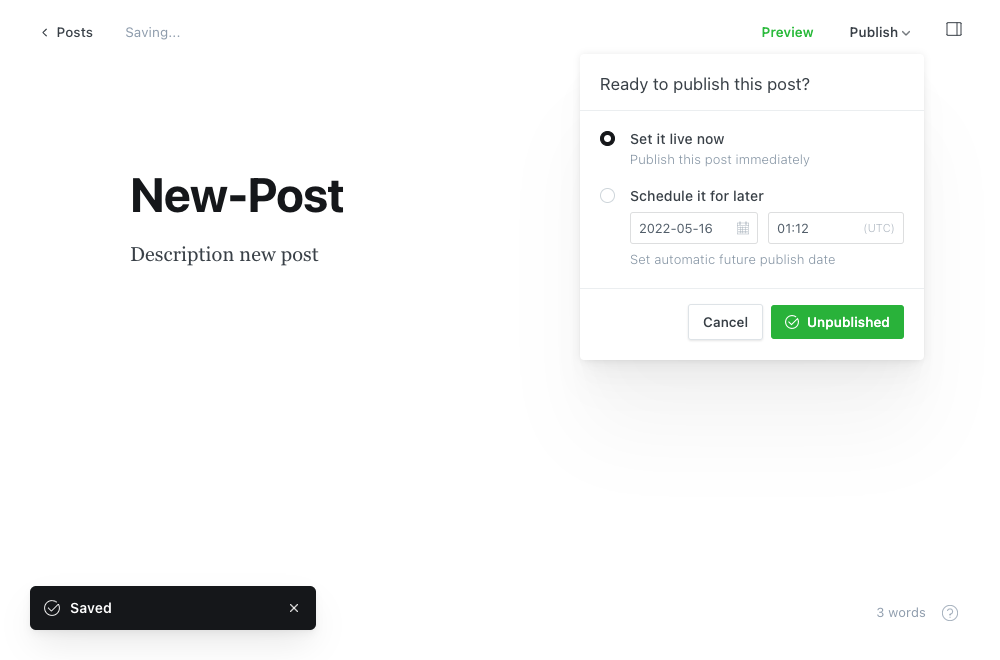 Posts
Saving...
Preview
Publish
Ready to publish this post?
Set it live now
Publish this post immediately
Schedule it for later
2022-05-16
01:12
(UTC)
Set automatic future publish date
Cancel
Unpublished
New-Post
Description new post
Saved
3 words
?